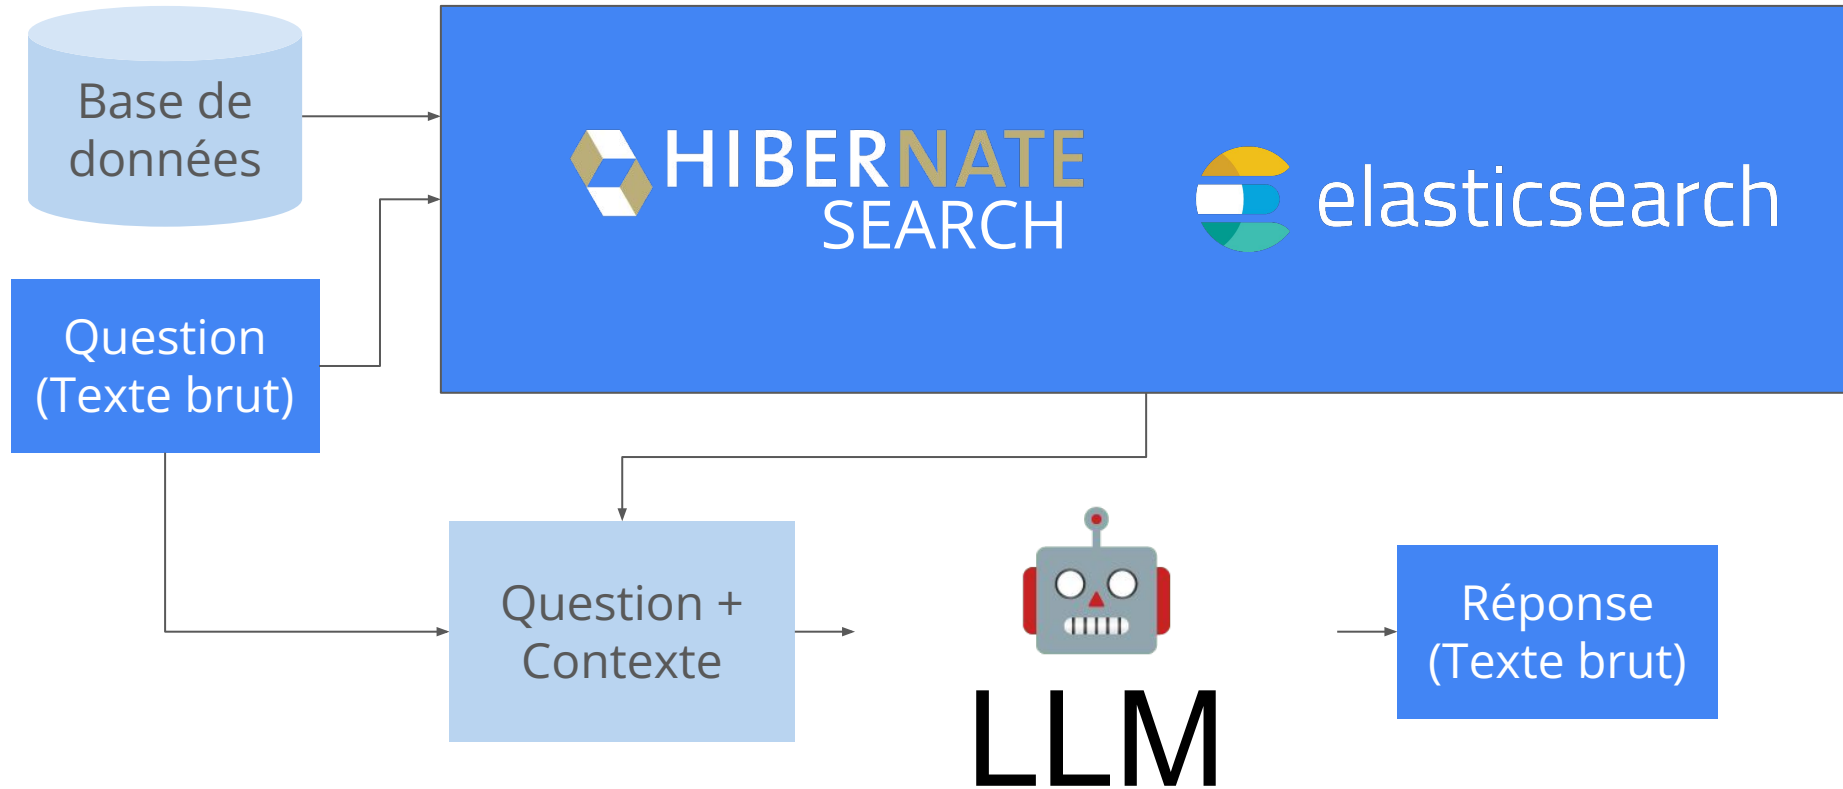 Base de
données
HIBERNATE
SEARCH
elasticsearch
Question
(Texte brut)
Question +
Contexte
LLM
Réponse
(Texte brut)